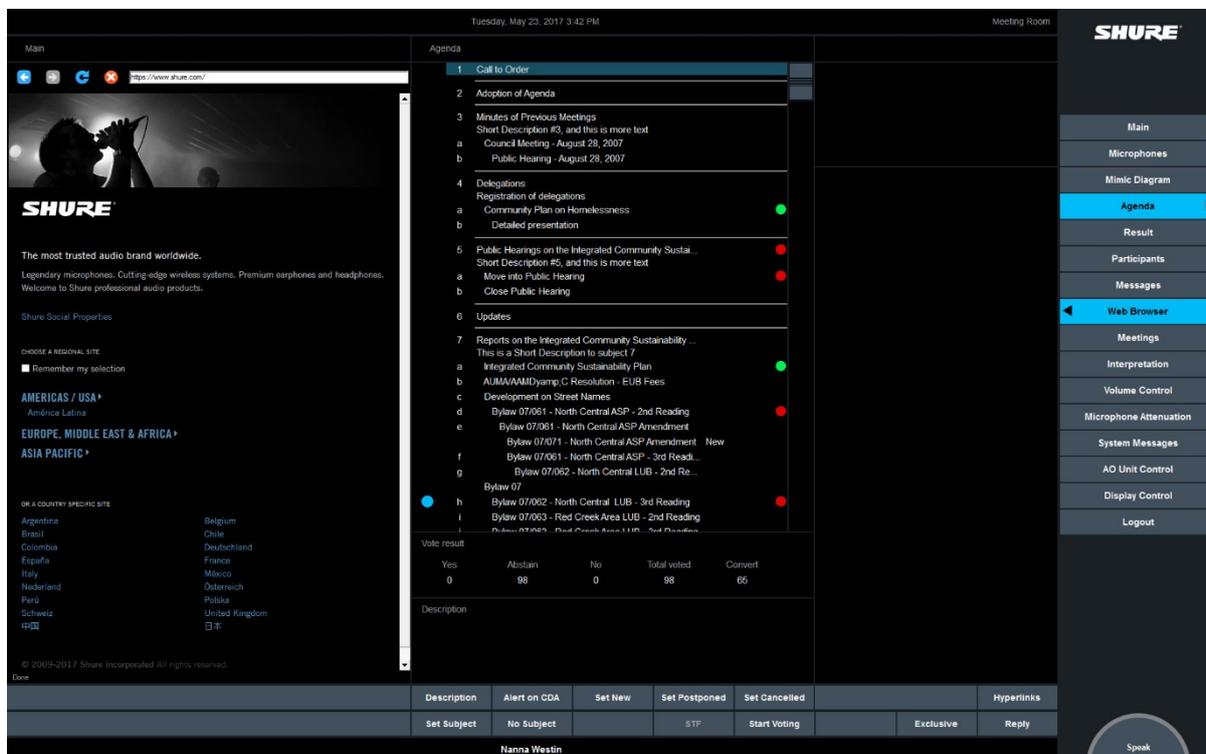 Tuesday, May 23, 2017 3:42 PM
Meeting Room
SHURE
Main
https://www.shure.com/
SHURE
The most trusted audio brand worldwide.
Legendary microphones. Cutting-edge wireless systems. Premium earphones and headphones.
Welcome to Shure professional audio products.
Shure Social Properties
CHOOSE A REGIONAL SITE
Remember my selection
AMERICAS / USA
América Latina
EUROPE, MIDDLE EAST & AFRICA
ASIA PACIFIC
OR A COUNTRY SPECIFIC SITE
Argentina Belgium
Brasil Chile
Colombia Deutschland
España France
Italy México
Nederland Österreich
Perú Polska
Schweiz United Kingdom
中国 日本
© 2009-2017 Shure Incorporated All rights reserved.
Done
Agenda
1 Call to Order
2 Adoption of Agenda
3 Minutes of Previous Meetings
Short Description #3, and this is more text
a Council Meeting - August 28, 2007
b Public Hearing - August 28, 2007
4 Delegations
Registration of delegations
a Community Plan on Homelessness
b Detailed presentation
5 Public Hearings on the Integrated Community Sustai...
Short Description #5, and this is more text
a Move into Public Hearing
b Close Public Hearing
6 Updates
7 Reports on the Integrated Community Sustainability ...
This is a Short Description to subject 7
a Integrated Community Sustainability Plan
b AUMA/AAMDyamp;C Resolution - EUB Fees
c Development on Street Names
d Bylaw 07/061 - North Central ASP - 2nd Reading
e Bylaw 07/061 - North Central ASP Amendment
Bylaw 07/071 - North Central ASP Amendment New
f Bylaw 07/061 - North Central ASP - 3rd Readi...
g Bylaw 07/062 - North Central LUB - 2nd Re...
Bylaw 07
h Bylaw 07/062 - North Central LUB - 3rd Reading
i Bylaw 07/063 - Red Creek Area LUB - 2nd Reading
Vote result
Yes Abstain No Total voted Convert
0 98 0 98 65
Description
Main
Microphones
Mimic Diagram
Agenda
Result
Participants
Messages
Web Browser
Meetings
Interpretation
Volume Control
Microphone Attenuation
System Messages
AO Unit Control
Display Control
Logout
Description Alert on CDA Set New Set Postponed Set Cancelled Hyperlinks
Set Subject No Subject STF Start Voting Exclusive Reply
Nanna Westin
Speak